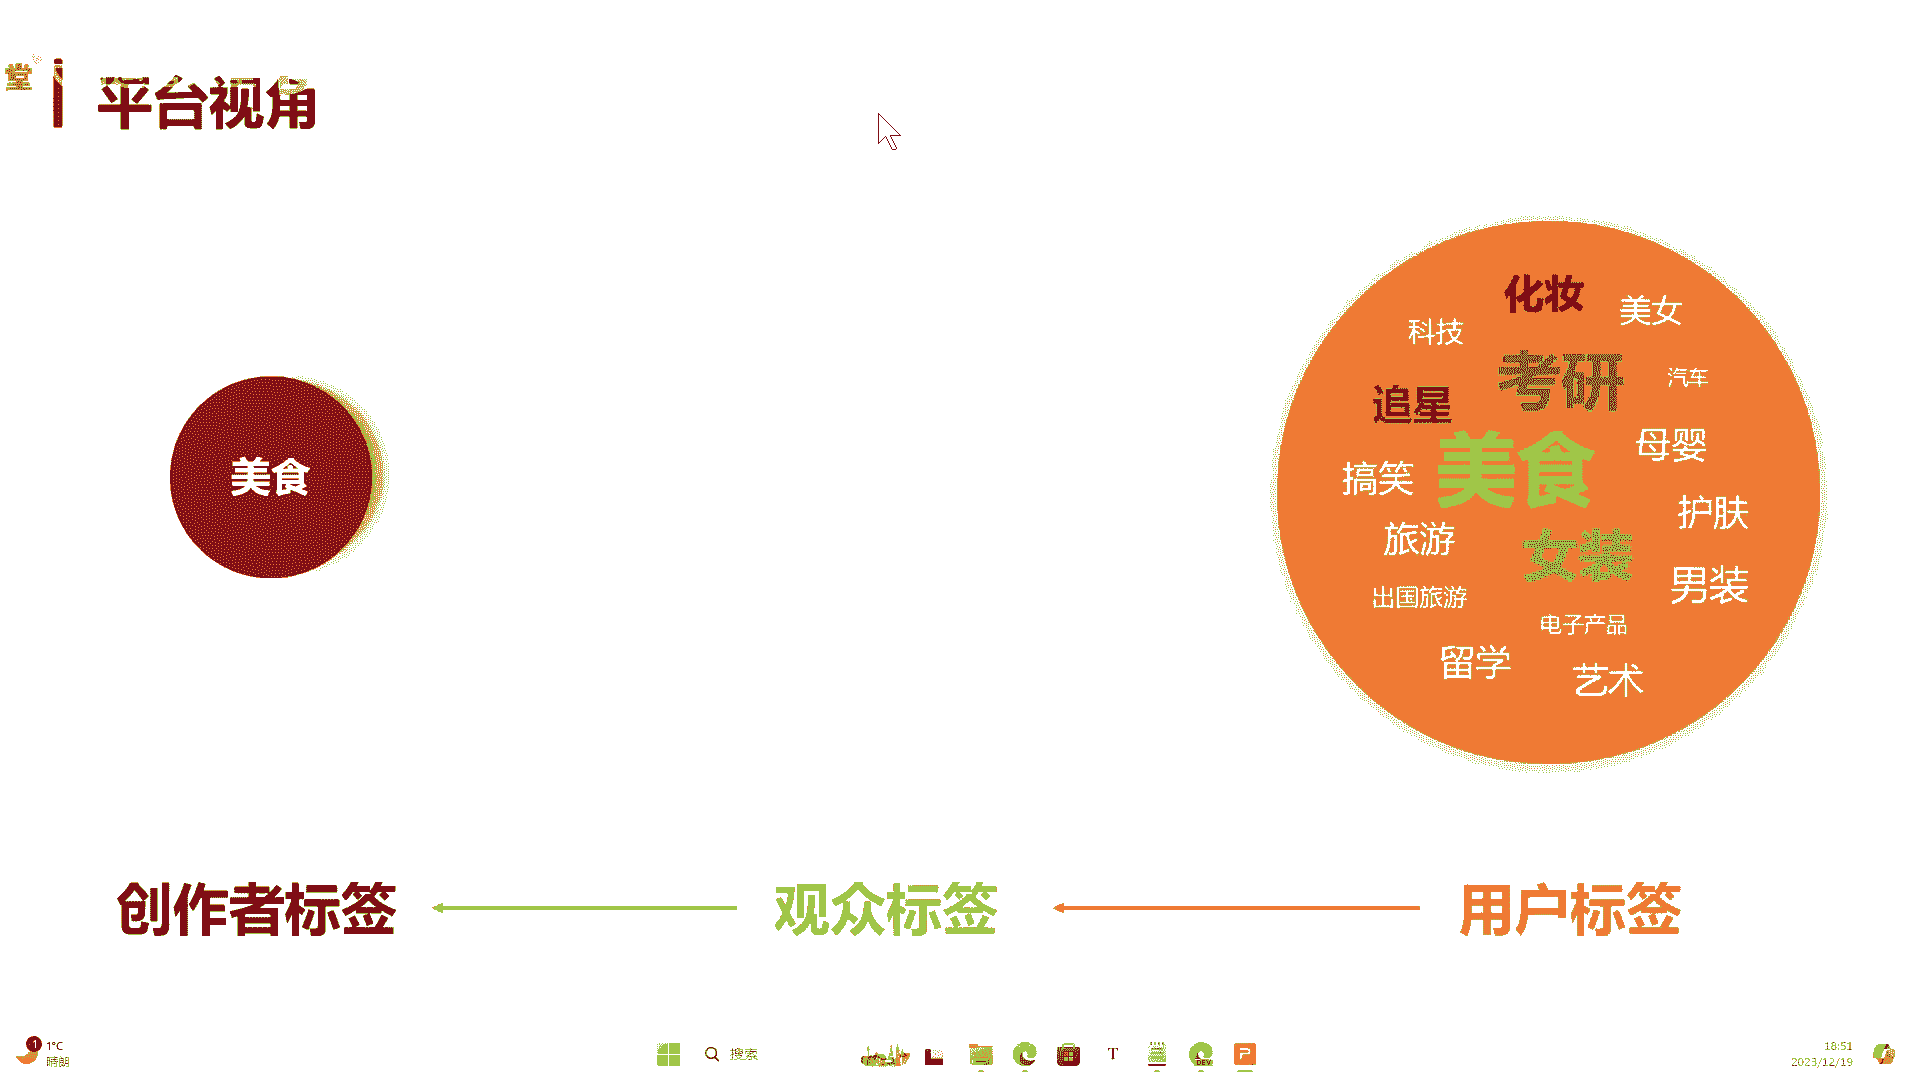 堂
平台视角
美食
化妆
美女
科技
考研
汽车
追星
美食
母婴
搞笑
护肤
旅游
女装
男装
出国旅游
电子产品
留学
艺术
创作者标签
观众标签
用户标签
1
1°C
晴朗
搜索
T
DEV
P
18:51
2023/12/19